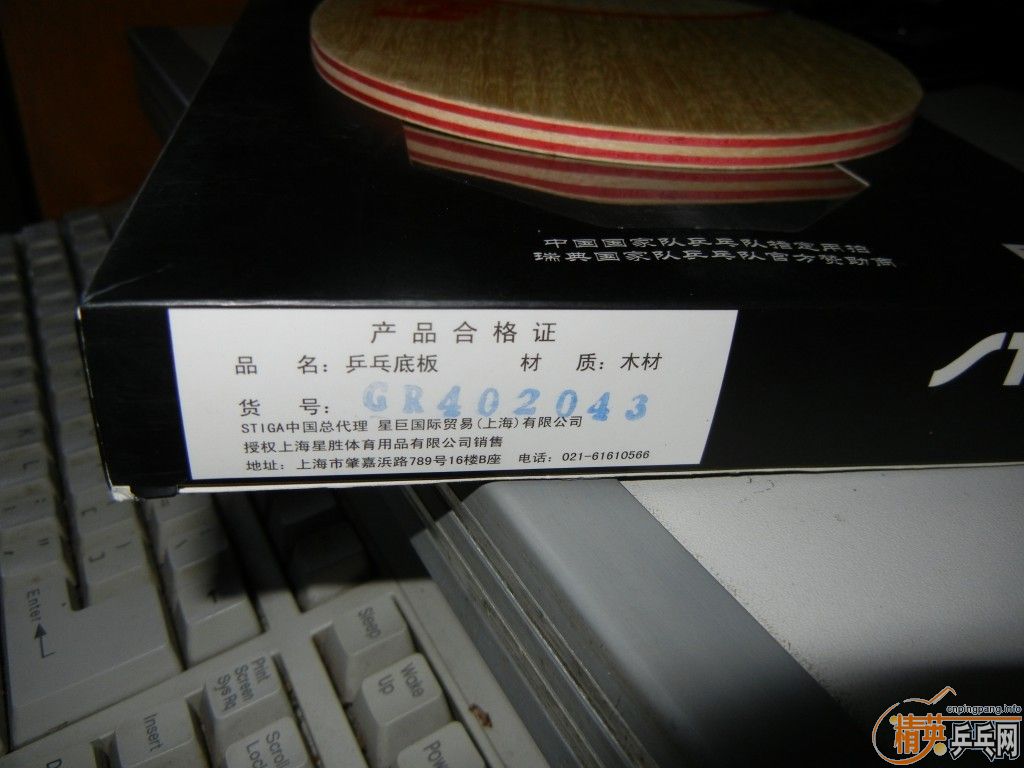 中国国家队乒乓队指定用拍
瑞典国家队乒乓队官方赞助商
ST
产品合格证
品 名：乒乓底板 材 质：木材
货 号：GR402043
STIGA中国总代理 星巨国际贸易(上海)有限公司
授权上海星胜体育用品有限公司销售
地址：上海市肇嘉浜路789号16楼B座 电话：021-61610566
Enter
Sleep
Wake Up
Power
Print Screen Sys Rq
Insert
Scroll Lock
cnpingpang.info
精英乒乓网